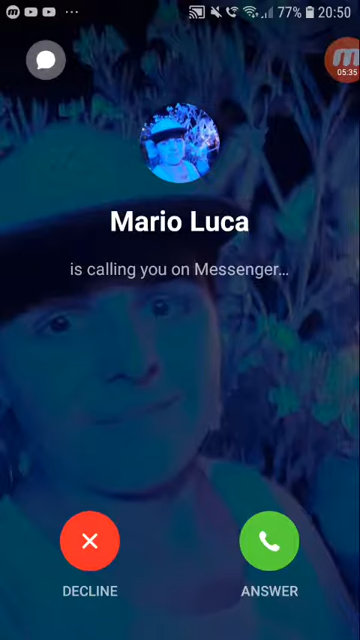 77% 20:50
05:35
Mario Luca
is calling you on Messenger...
DECLINE
ANSWER